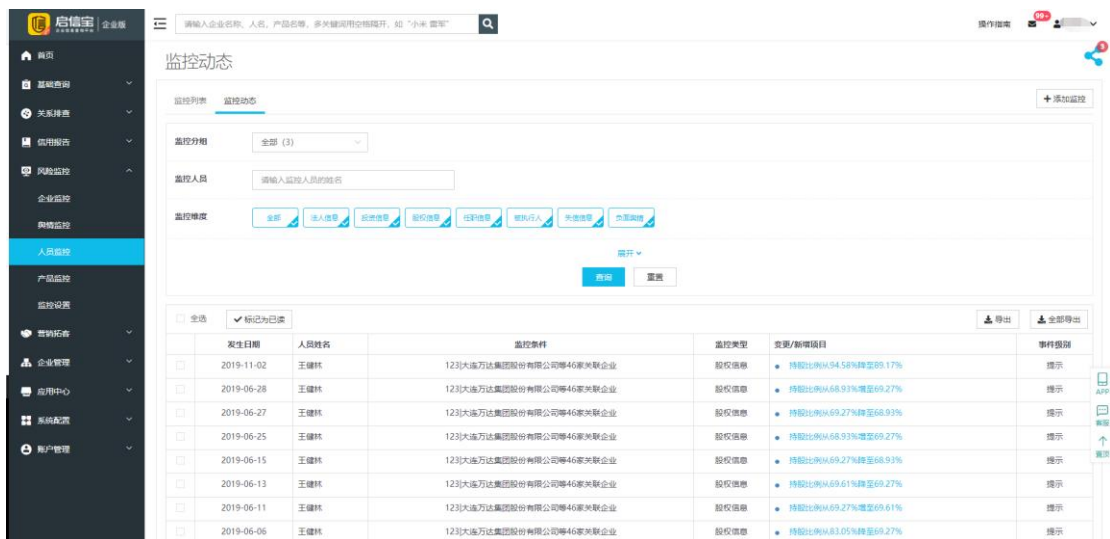 启信宝 企业版
请输入企业名称、人名、产品名等，多关键词用空格隔开，如 "小米 雷军"
操作指南
99+
首页
监控动态
3
基础查询
关系排查
信用报告
风险监控
企业监控
舆情监控
人员监控
产品监控
监控设置
营销拓客
企业管理
应用中心
系统配置
账户管理
监控列表 监控动态
+添加监控
监控分组 全部 (3)
监控人员 请输入监控人员的姓名
监控维度 全部 法人信息 投资信息 股权信息 任职信息 被执行人 失信信息 负面舆情
展开
查询 重置
全选 标记为已读 导出 全部导出
发生日期 人员姓名 监控条件 监控类型 变更/新增项目 事件级别
2019-11-02 王健林 123|大连万达集团股份有限公司等46家关联企业 股权信息 持股比例从94.58%降至89.17% 提示
2019-06-28 王健林 123|大连万达集团股份有限公司等46家关联企业 股权信息 持股比例从68.93%增至69.27% 提示
2019-06-27 王健林 123|大连万达集团股份有限公司等46家关联企业 股权信息 持股比例从69.27%降至68.93% 提示
2019-06-25 王健林 123|大连万达集团股份有限公司等46家关联企业 股权信息 持股比例从68.93%增至69.27% 提示
2019-06-15 王健林 123|大连万达集团股份有限公司等46家关联企业 股权信息 持股比例从69.27%降至68.93% 提示
2019-06-13 王健林 123|大连万达集团股份有限公司等46家关联企业 股权信息 持股比例从69.61%降至69.27% 提示
2019-06-11 王健林 123|大连万达集团股份有限公司等46家关联企业 股权信息 持股比例从69.27%增至69.61% 提示
2019-06-06 王健林 123|大连万达集团股份有限公司等46家关联企业 股权信息 持股比例从83.05%降至69.27% 提示
APP
客服
置顶